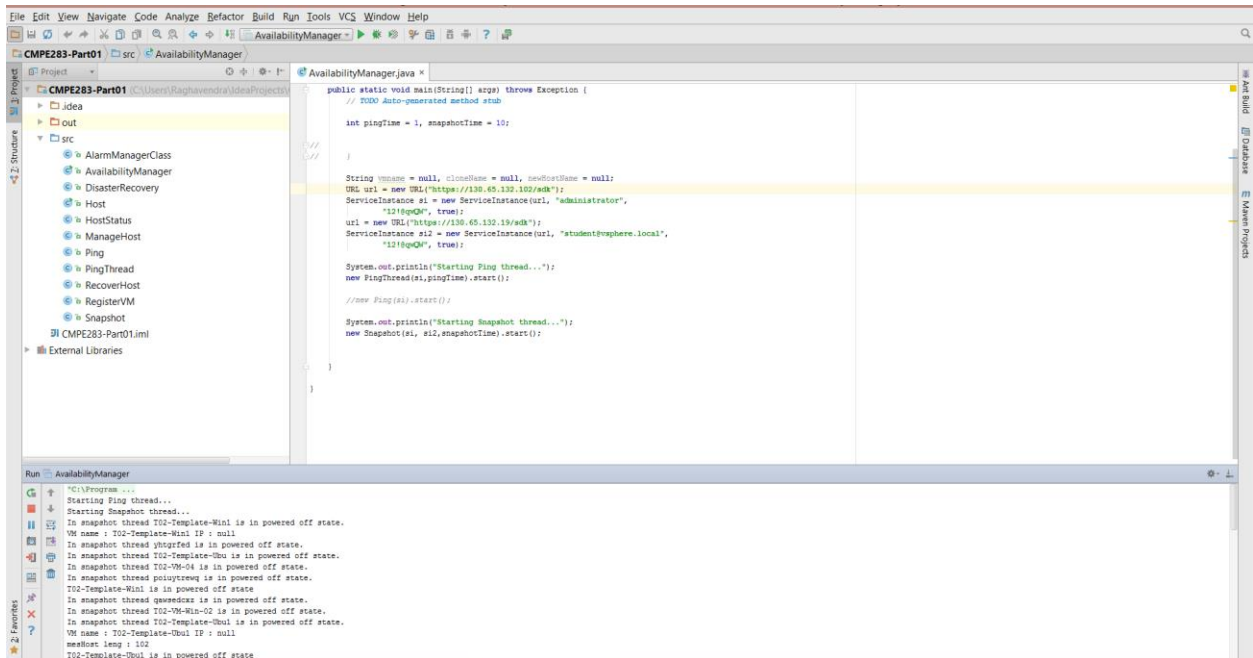 File Edit View Navigate Code Analyze Refactor Build Run Tools VCS Window Help
AvailabilityManager
CMPE283-Part01 src AvailabilityManager
Project
AvailabilityManager.java
1: Project
CMPE283-Part01 (C:\Users\Raghavendra\IdeaProjects\
.idea
out
src
AlarmManagerClass
AvailabilityManager
DisasterRecovery
Host
HostStatus
ManageHost
Ping
PingThread
RecoverHost
RegisterVM
Snapshot
CMPE283-Part01.iml
External Libraries
2: Structure
public static void main(String[] args) throws Exception {
// TODO Auto-generated method stub
int pingTime = 1, snapshotTime = 10;
//
// }
String vmname = null, cloneName = null, newHostName = null;
URL url = new URL("https://130.65.132.102/sdk");
ServiceInstance si = new ServiceInstance(url, "administrator",
"12!@qwQW", true);
url = new URL("https://130.65.132.19/sdk");
ServiceInstance si2 = new ServiceInstance(url, "student@vsphere.local",
"12!@qwQW", true);
System.out.println("Starting Ping thread...");
new PingThread(si,pingTime).start();
//new Ping(si).start();
System.out.println("Starting Snapshot thread...");
new Snapshot(si, si2,snapshotTime).start();
}
}
Ant Build
Database
Maven Projects
Run AvailabilityManager
"C:\Program ...
Starting Ping thread...
Starting Snapshot thread...
In snapshot thread T02-Template-Win1 is in powered off state.
VM name : T02-Template-Win1 IP : null
In snapshot thread yhtgrfed is in powered off state.
In snapshot thread T02-Template-Ubu is in powered off state.
In snapshot thread T02-VM-04 is in powered off state.
In snapshot thread poiuytrewq is in powered off state.
T02-Template-Win1 is in powered off state
In snapshot thread qawsedcxz is in powered off state.
In snapshot thread T02-VM-Win-02 is in powered off state.
In snapshot thread T02-Template-Ubu1 is in powered off state.
VM name : T02-Template-Ubu1 IP : null
mesHost leng : 102
T02-Template-Ubu1 is in powered off state
2: Favorites